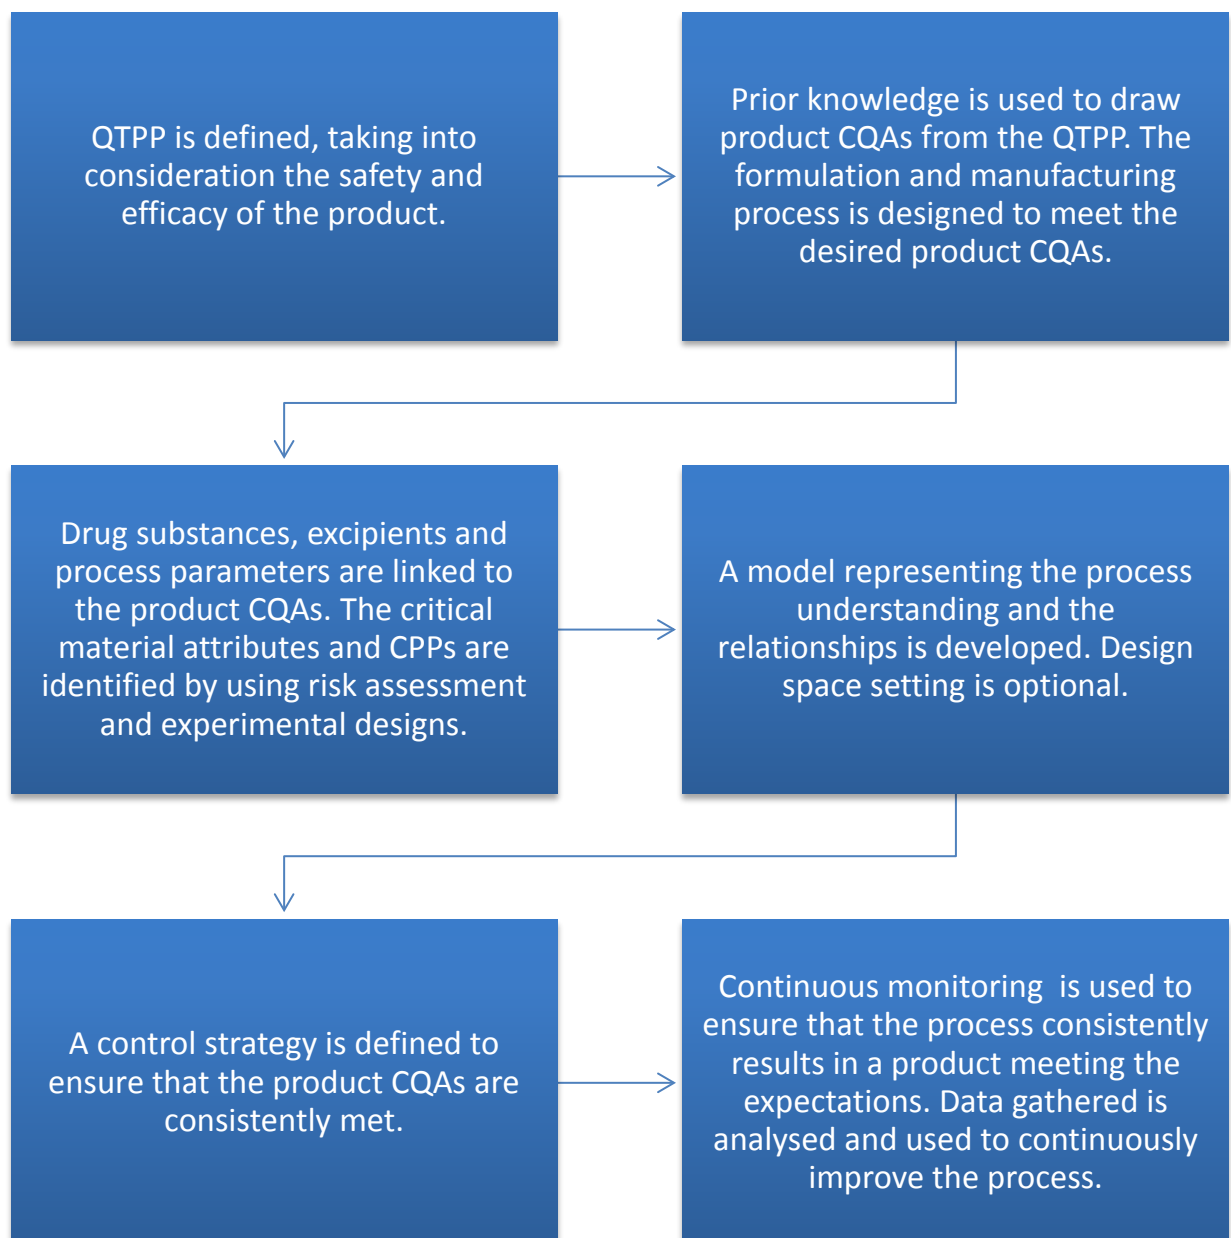 QTPP is defined, taking into
consideration the safety and
efficacy of the product.
Prior knowledge is used to draw
product CQAs from the QTPP. The
formulation and manufacturing
process is designed to meet the
desired product CQAs.
Drug substances, excipients and
process parameters are linked to
the product CQAs. The critical
material attributes and CPPs are
identified by using risk assessment
and experimental designs.
A model representing the process
understanding and the
relationships is developed. Design
space setting is optional.
A control strategy is defined to
ensure that the product CQAs are
consistently met.
Continuous monitoring  is used to
ensure that the process consistently
results in a product meeting the
expectations. Data gathered is
analysed and used to continuously
improve the process.